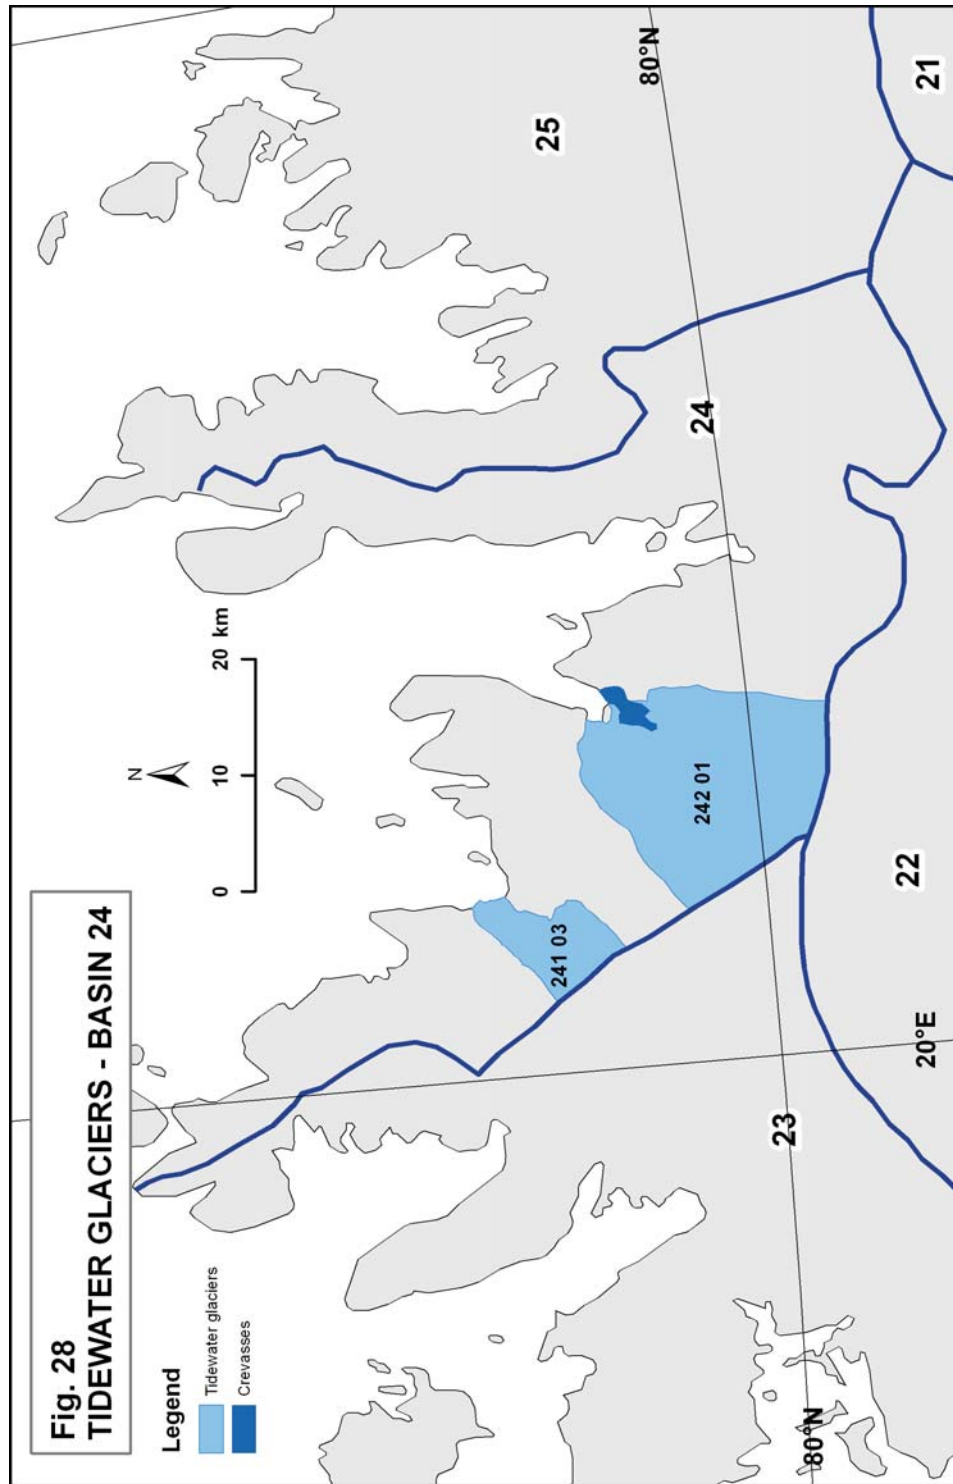 Fig. 28
TIDEWATER GLACIERS - BASIN 24
Legend
Tidewater glaciers
Crevasses
N
0 10 20 km
241 03
242 01
25
24
23
22
21
80°N
80°N
20°E